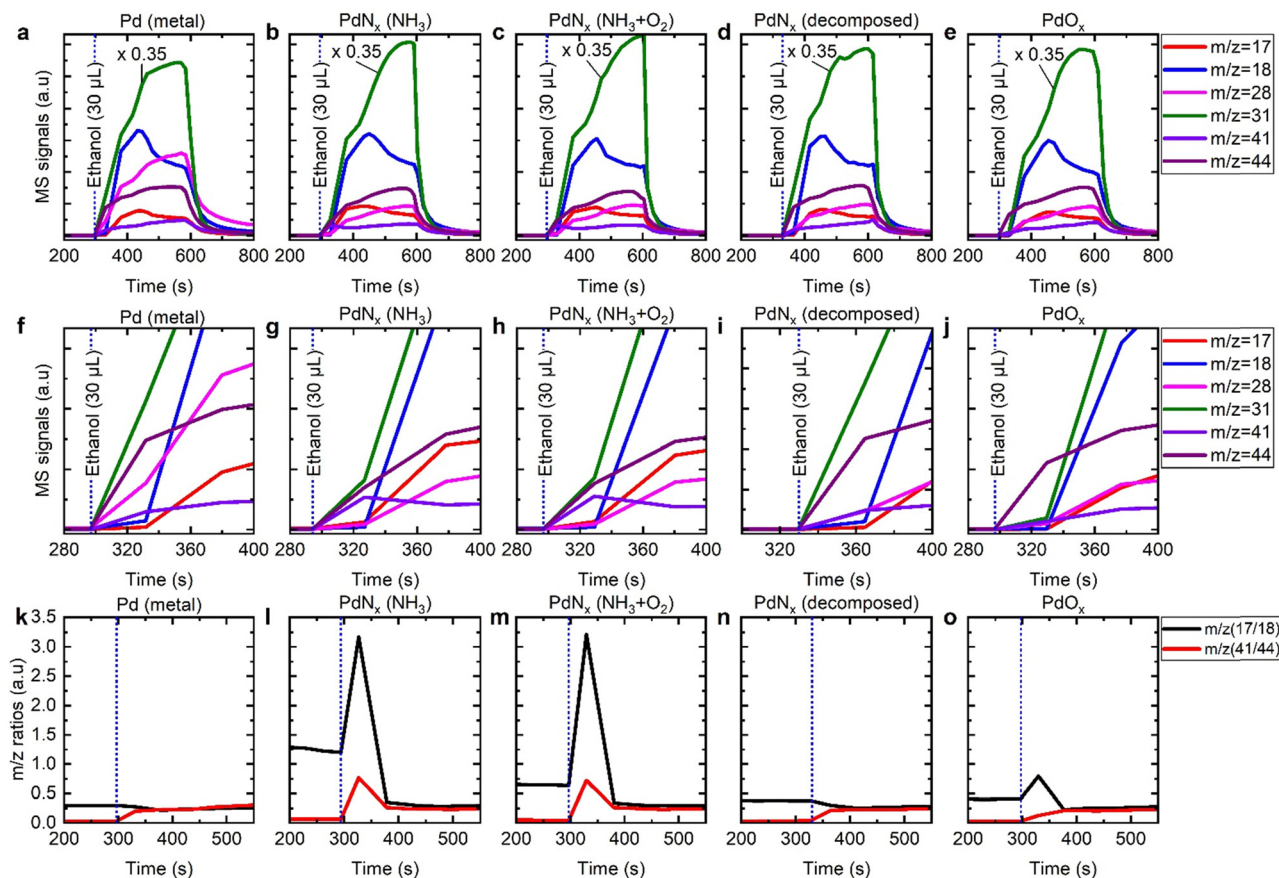 a Pd (metal) b PdNₓ (NH₃) c PdNₓ (NH₃+O₂) d PdNₓ (decomposed) e PdOₓ
MS signals (a.u)
Ethanol (30 µL)
x 0.35
Ethanol (30 µL)
x 0.35
Ethanol (30 µL)
x 0.35
Ethanol (30 µL)
x 0.35
Ethanol (30 µL)
x 0.35
m/z=17
m/z=18
m/z=28
m/z=31
m/z=41
m/z=44
200 400 600 800 200 400 600 800 200 400 600 800 200 400 600 800 200 400 600 800
Time (s) Time (s) Time (s) Time (s) Time (s)
f Pd (metal) g PdNₓ (NH₃) h PdNₓ (NH₃+O₂) i PdNₓ (decomposed) j PdOₓ
MS signals (a.u)
Ethanol (30 µL)
Ethanol (30 µL)
Ethanol (30 µL)
Ethanol (30 µL)
Ethanol (30 µL)
m/z=17
m/z=18
m/z=28
m/z=31
m/z=41
m/z=44
280 320 360 400 280 320 360 400 280 320 360 400 320 360 400 280 320 360 400
Time (s) Time (s) Time (s) Time (s) Time (s)
k Pd (metal) l PdNₓ (NH₃) m PdNₓ (NH₃+O₂) n PdNₓ (decomposed) o PdOₓ
m/z ratios (a.u)
3.5
3.0
2.5
2.0
1.5
1.0
0.5
0.0
m/z(17/18)
m/z(41/44)
200 300 400 500 200 300 400 500 200 300 400 500 200 300 400 500 200 300 400 500
Time (s) Time (s) Time (s) Time (s) Time (s)